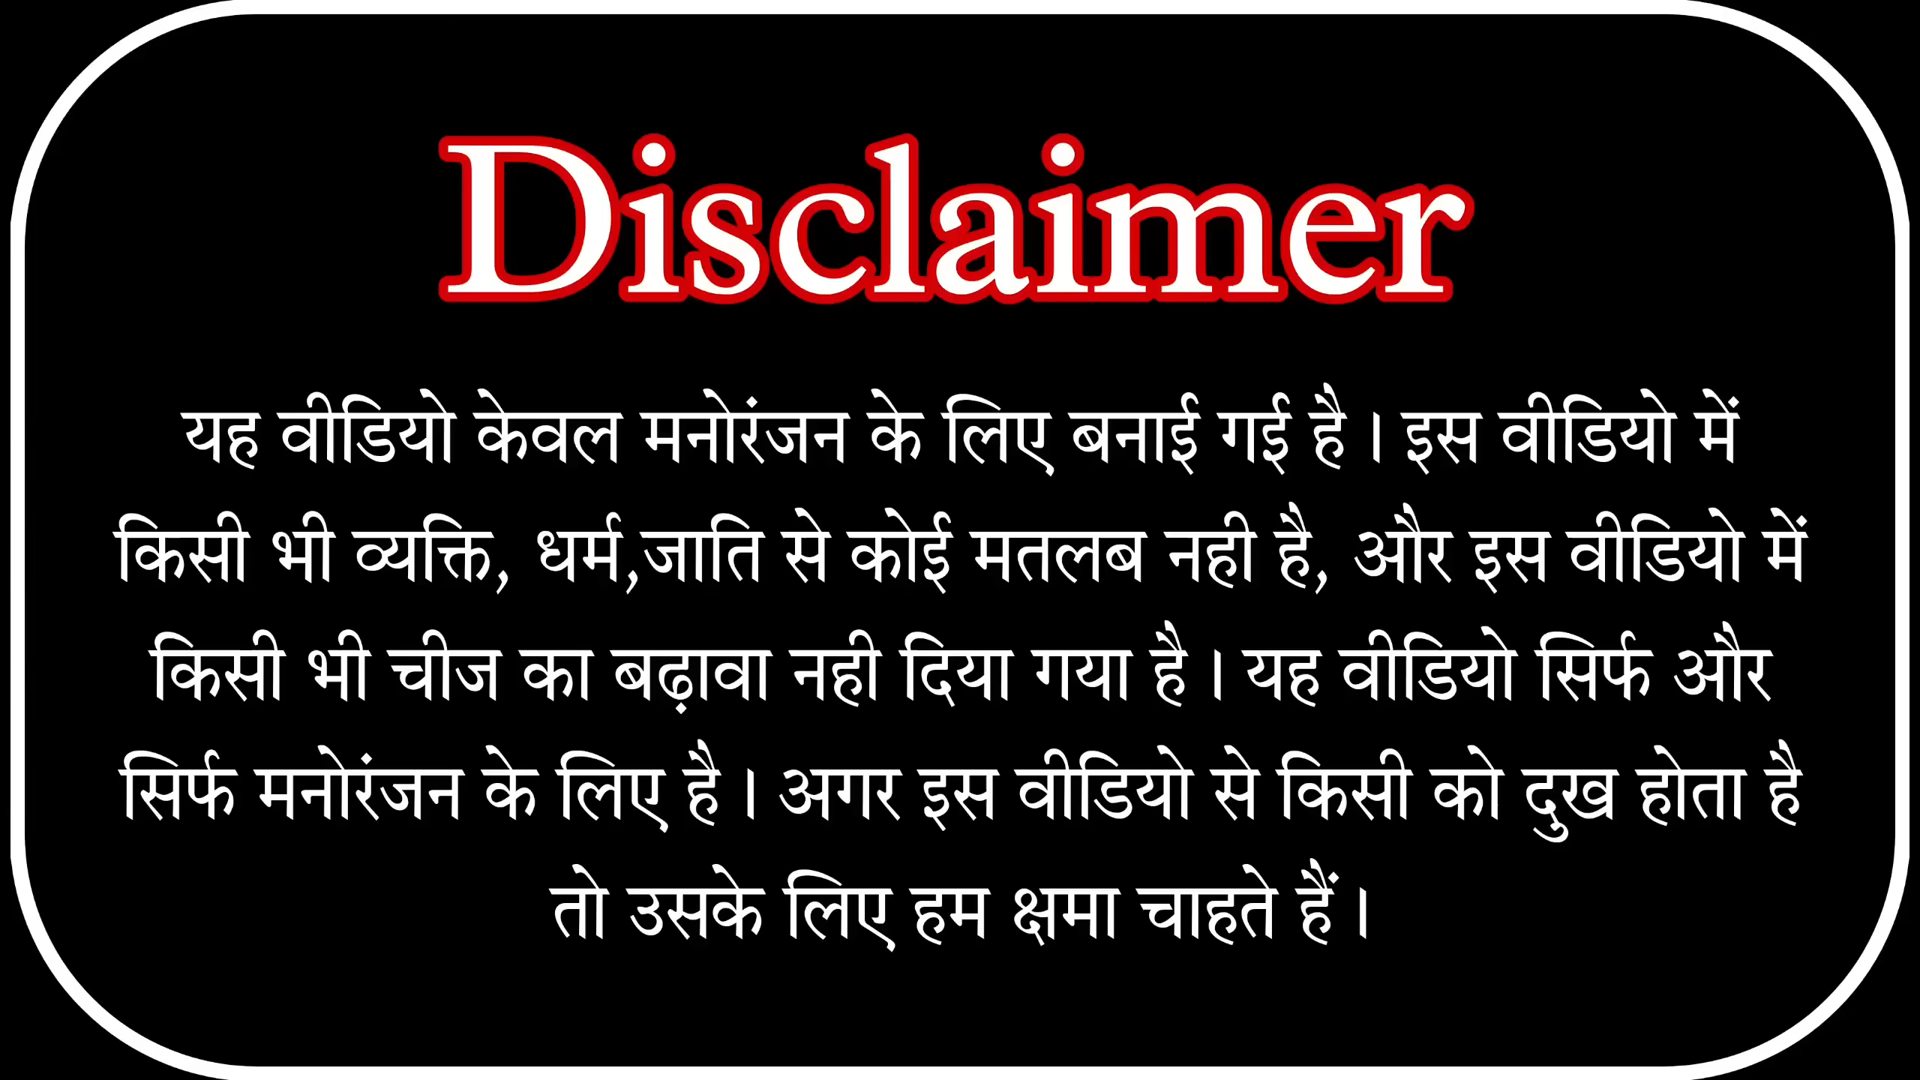 Disclaimer
यह वीडियो केवल मनोरंजन के लिए बनाई गई है । इस वीडियो में
किसी भी व्यक्ति, धर्म,जाति से कोई मतलब नही है, और इस वीडियो में
किसी भी चीज का बढ़ावा नही दिया गया है । यह वीडियो सिर्फ और
सिर्फ मनोरंजन के लिए है । अगर इस वीडियो से किसी को दुख होता है
तो उसके लिए हम क्षमा चाहते हैं ।